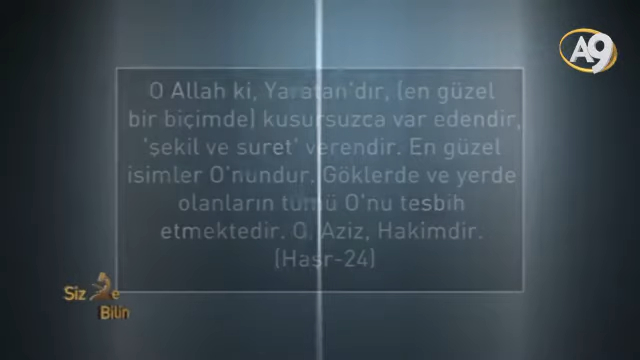 A9
O Allah ki, Yaratan'dır, (en güzel
bir biçimde) kusursuzca var edendir,
'şekil ve suret' verendir. En güzel
isimler O'nundur. Göklerde ve yerde
olanların tümü O'nu tesbih
etmektedir. O, Aziz, Hakimdir.
(Haşr-24)
Siz de
Bilin